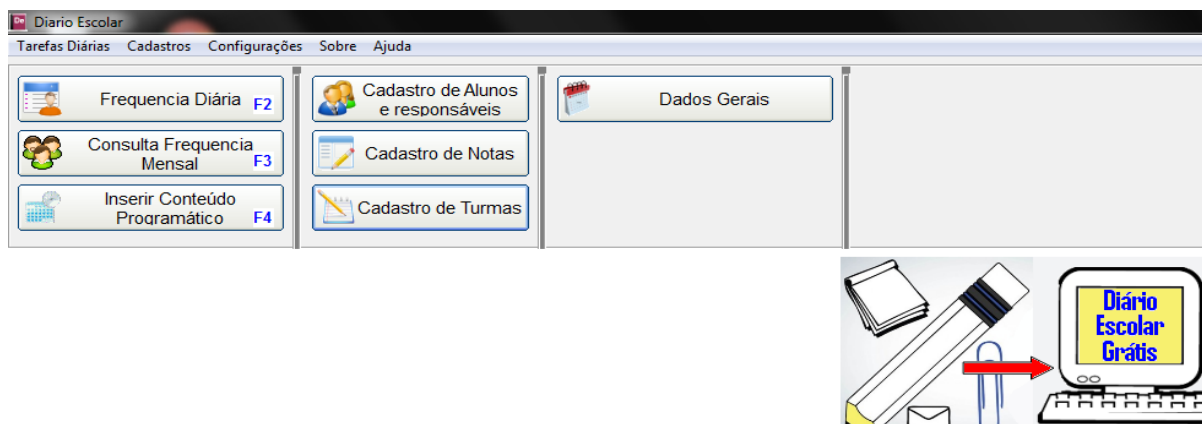 De Diario Escolar
Tarefas Diárias Cadastros Configurações Sobre Ajuda
Frequencia Diária F2
Consulta Frequencia
Mensal F3
Inserir Conteúdo
Programático F4
Cadastro de Alunos
e responsáveis
Cadastro de Notas
Cadastro de Turmas
Dados Gerais
Diário
Escolar
Grátis